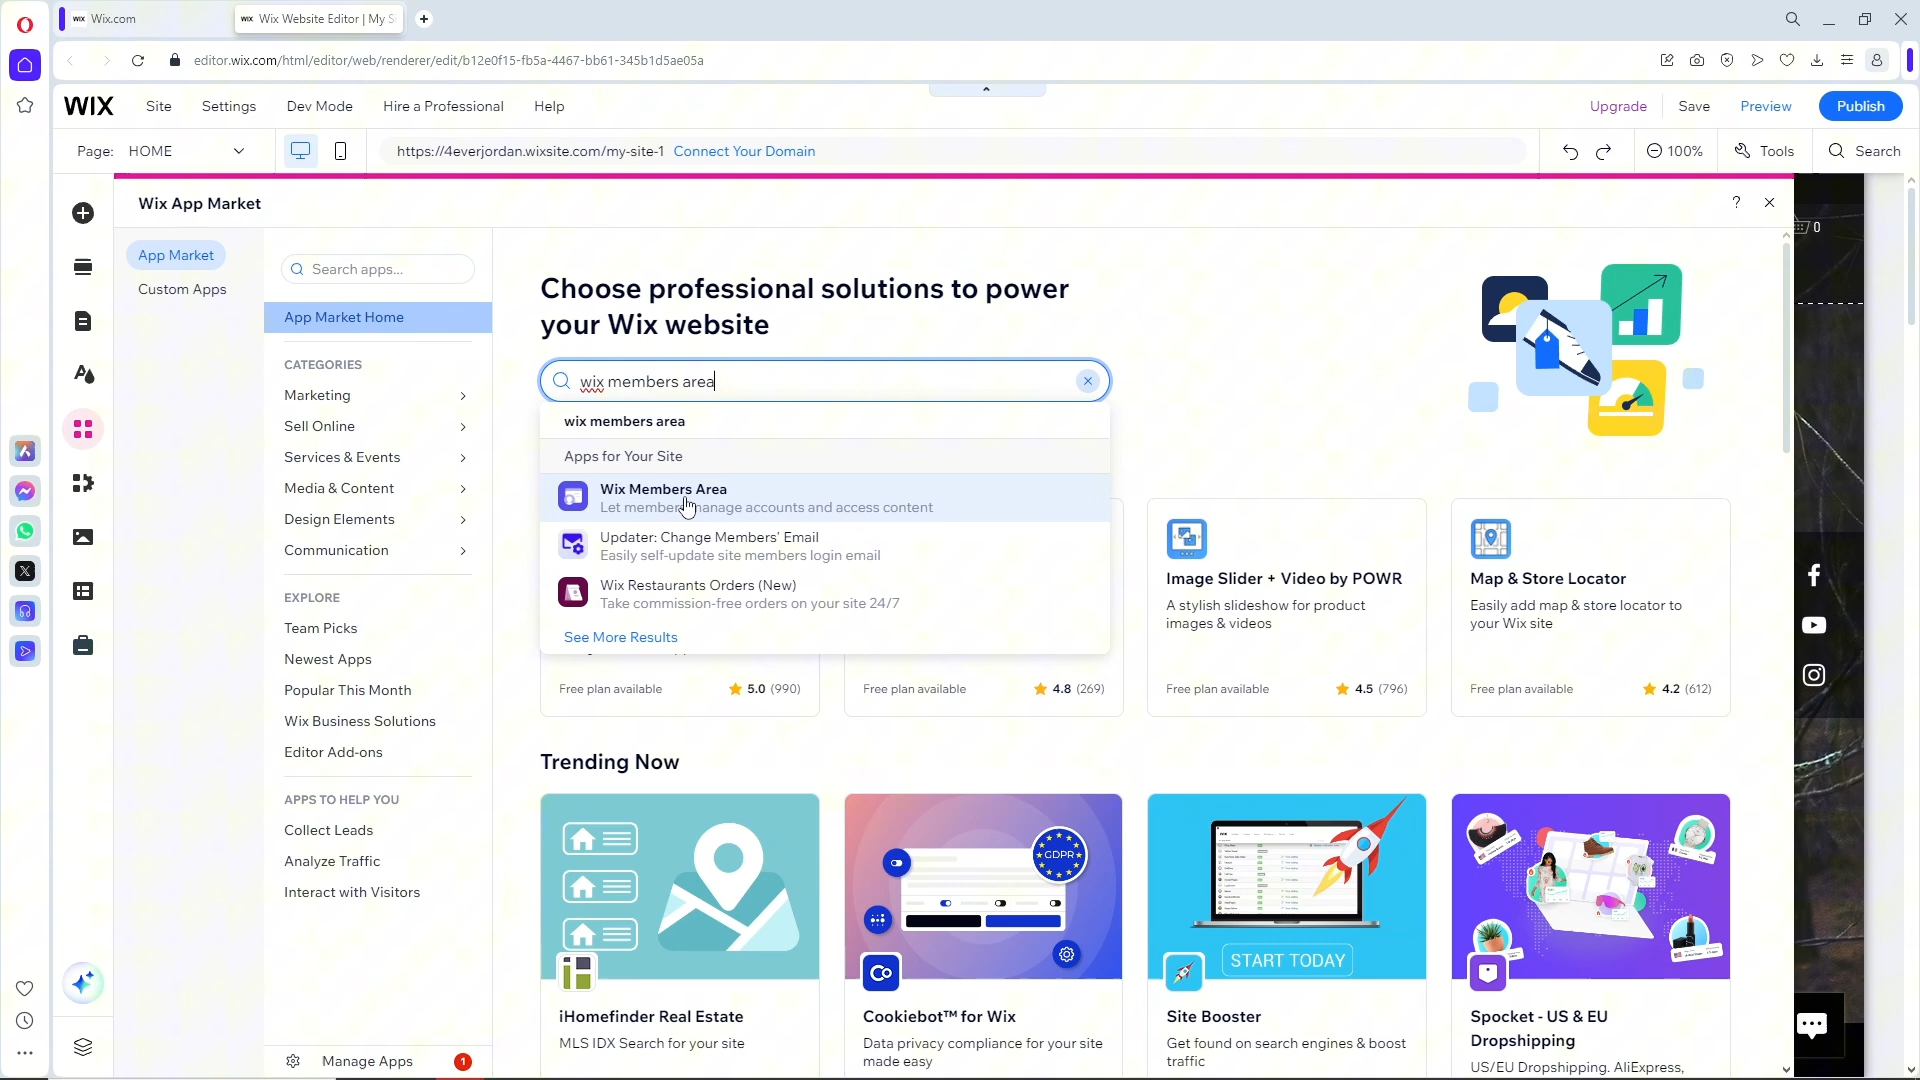 Wix.com
Wix Website Editor | My S
editor.wix.com/html/editor/web/renderer/edit/b12e0f15-fb5a-4467-bb61-345b1d5ae05a
WIX Site Settings Dev Mode Hire a Professional Help Upgrade Save Preview Publish
Page: HOME https://4everjordan.wixsite.com/my-site-1 Connect Your Domain 100% Tools Search
Wix App Market ?
0
App Market
Custom Apps
Search apps...
App Market Home
CATEGORIES
Marketing
Sell Online
Services & Events
Media & Content
Design Elements
Communication
EXPLORE
Team Picks
Newest Apps
Popular This Month
Wix Business Solutions
Editor Add-ons
APPS TO HELP YOU
Collect Leads
Analyze Traffic
Interact with Visitors
Manage Apps 1
Choose professional solutions to power
your Wix website
wix members area
wix members area
Apps for Your Site
Wix Members Area
Let members manage accounts and access content
Updater: Change Members' Email
Easily self-update site members login email
Wix Restaurants Orders (New)
Take commission-free orders on your site 24/7
See More Results
Free plan available 5.0 (990)
Free plan available 4.8 (269)
Image Slider + Video by POWR
A stylish slideshow for product
images & videos
Free plan available 4.5 (796)
Map & Store Locator
Easily add map & store locator to
your Wix site
Free plan available 4.2 (612)
Trending Now
iHomefinder Real Estate
MLS IDX Search for your site
GDPR
Cookiebot™ for Wix
Data privacy compliance for your site
made easy
START TODAY
Site Booster
Get found on search engines & boost
traffic
Spocket - US & EU
Dropshipping
US/EU Dropshipping. AliExpress,